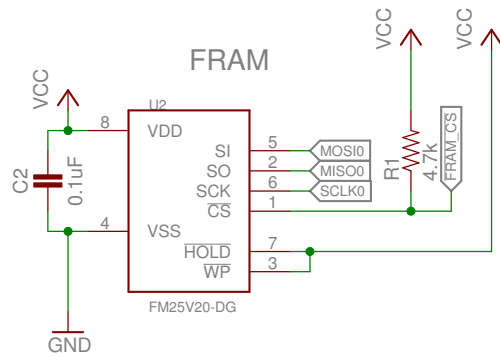 FRAM
VCC
VCC
VCC
U2
8
VDD
SI
5
MOSI0
SO
2
MISO0
SCK
6
SCLK0
CS
1
C2
0.1uF
R1
4.7k
FRAM_CS
4
VSS
HOLD
7
WP
3
FM25V20-DG
GND